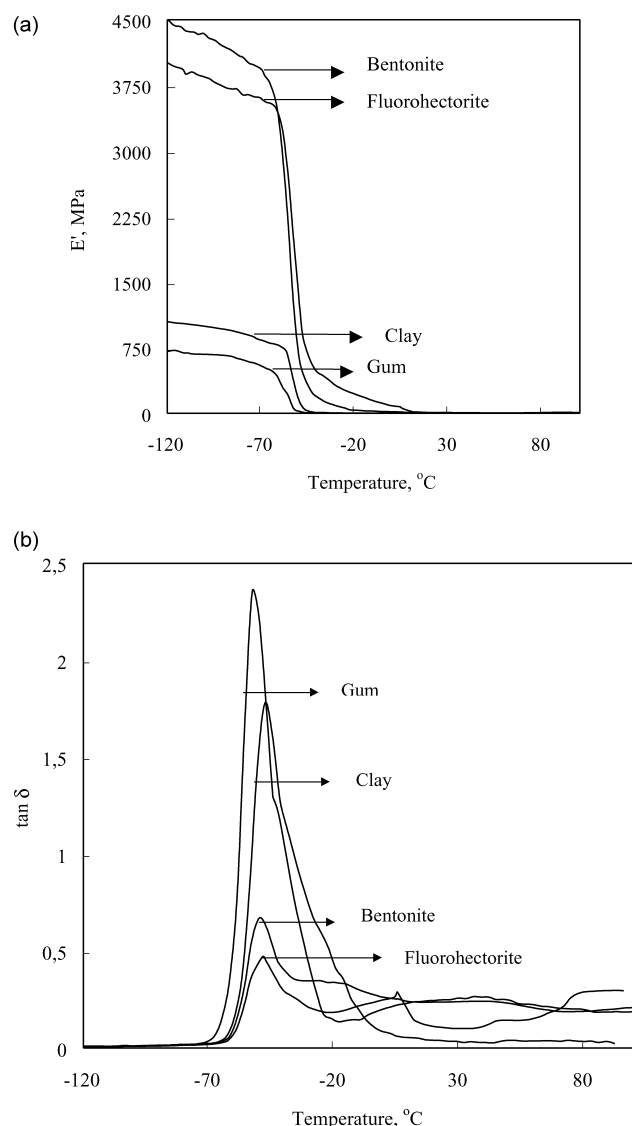 (a)
4500
Bentonite
3750
Fluorohectorite
3000
E', MPa
2250
1500
Clay
750
Gum
0
-120 -70 -20 30 80
Temperature, °C
(b)
2,5
2
Gum
1,5
Clay
tan δ
1
Bentonite
0,5
Fluorohectorite
0
-120 -70 -20 30 80
Temperature, °C